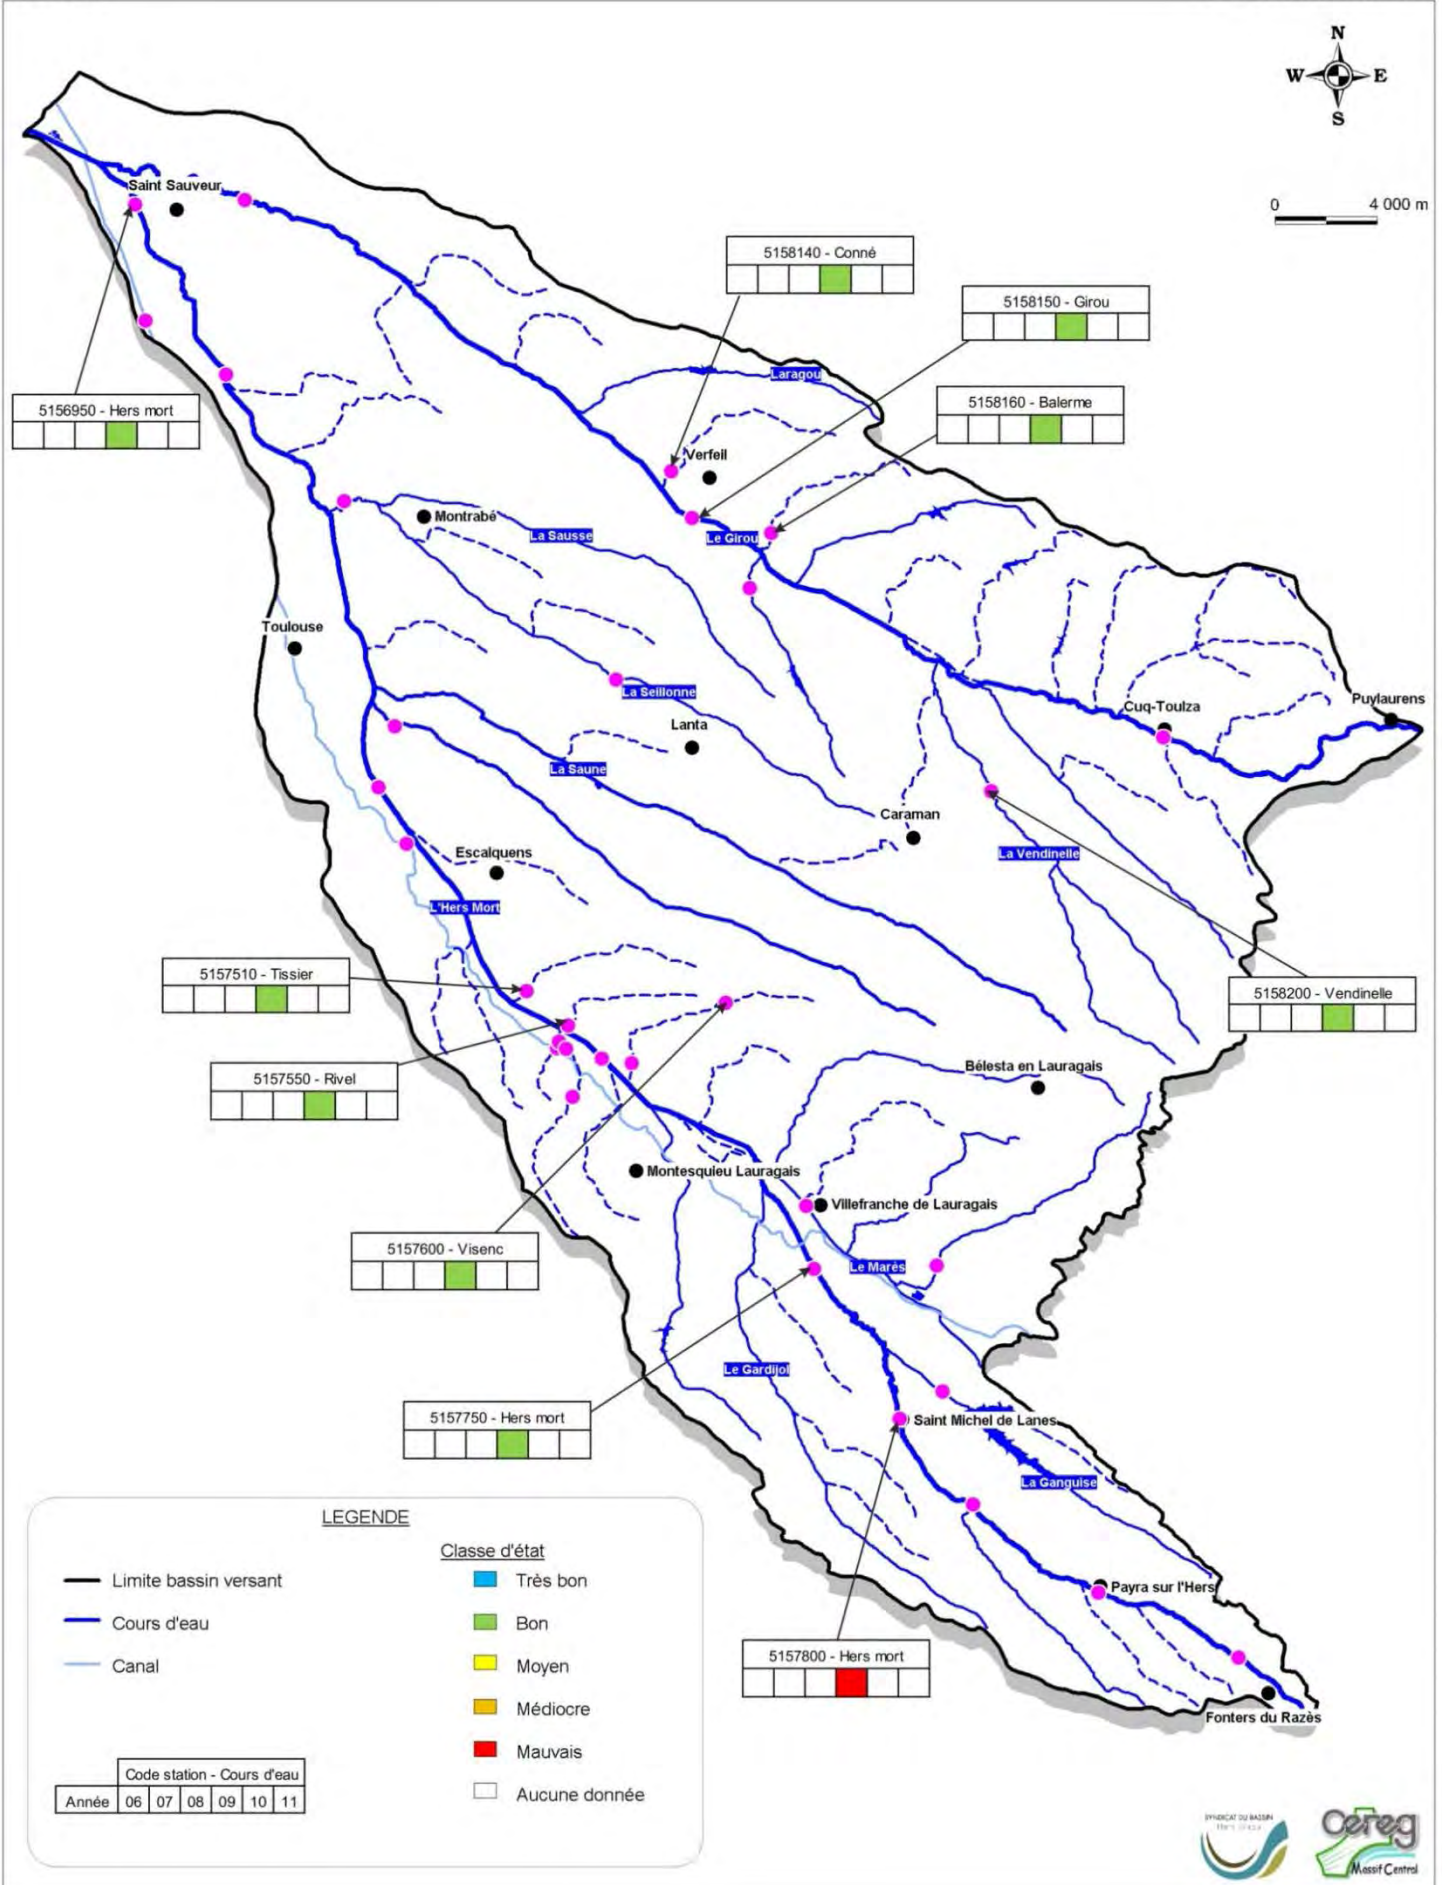 N
W E
S
0 4 000 m
Saint Sauveur
5158140 - Conné
5158150 - Girou
Laragou
5156950 - Hers mort
5158160 - Balerme
Verfeil
Montrabé
La Sausse
Le Girou
Toulouse
La Seillonne
Puylaurens
Cuq-Toulza
Lanta
La Saune
Caraman
Escalquens
La Vendinelle
L'Hers Mort
5157510 - Tissier
5158200 - Vendinelle
5157550 - Rivel
Bélesta en Lauragais
Montesquieu Lauragais
Villefranche de Lauragais
5157600 - Visenc
Le Marès
Le Gardijol
5157750 - Hers mort
Saint Michel de Lanes
La Ganguise
Payra sur l'Hers
5157800 - Hers mort
Fonters du Razès
LEGENDE
Classe d'état
Limite bassin versant
Très bon
Cours d'eau
Bon
Canal
Moyen
Médiocre
Mauvais
Aucune donnée
Code station - Cours d'eau
Année 06 07 08 09 10 11
SYNDICAT DU BASSIN
Cereg
Massif Central